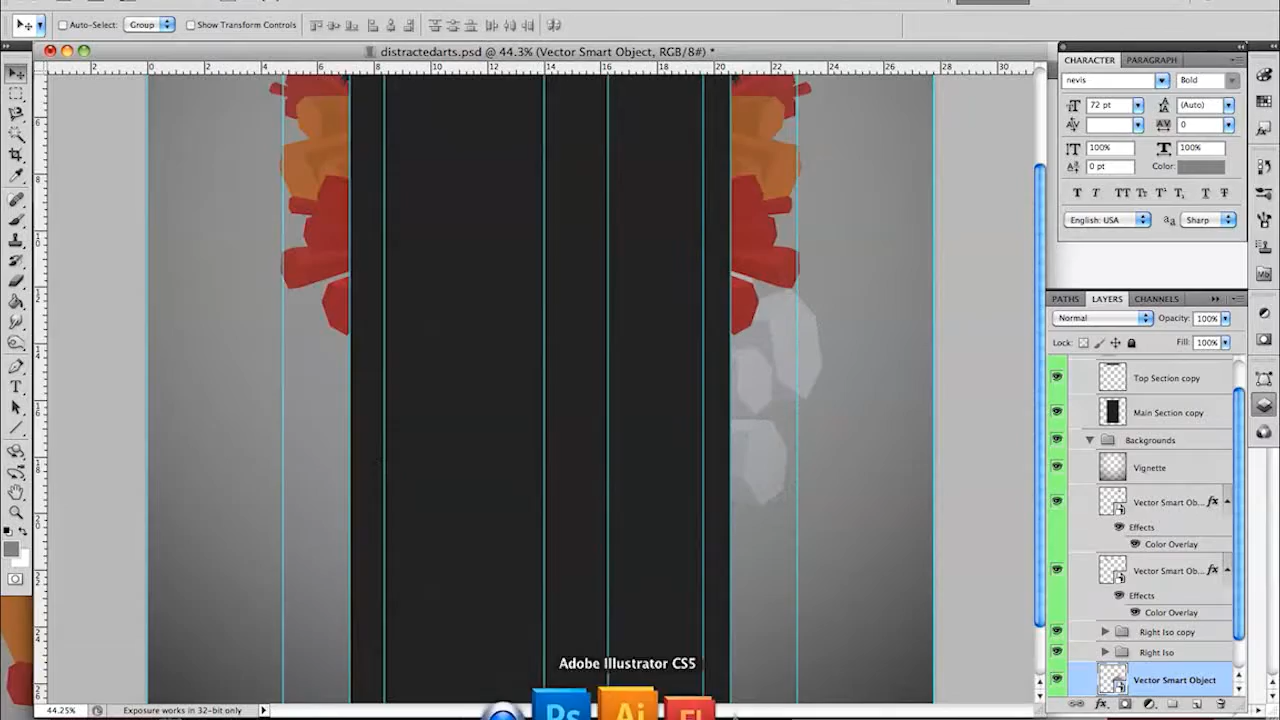 Auto-Select: Group Show Transform Controls
distractedarts.psd @ 44.3% (Vector Smart Object, RGB/8#) *
2 0 2 4 6 8 10 12 14 16 18 20 22 24 26 28 30
CHARACTER PARAGRAPH
nevis Bold
72 pt (Auto)
0
100% 100%
0 pt Color:
English: USA Sharp
PATHS LAYERS CHANNELS
Normal Opacity: 100%
Lock: Fill: 100%
Top Section copy
Main Section copy
Backgrounds
Vignette
Vector Smart Ob... fx
Effects
Color Overlay
Vector Smart Ob... fx
Effects
Color Overlay
Right Iso copy
Right Iso
Vector Smart Object
Adobe Illustrator CS5
Ps Ai Fl
44.25% Exposure works in 32-bit only